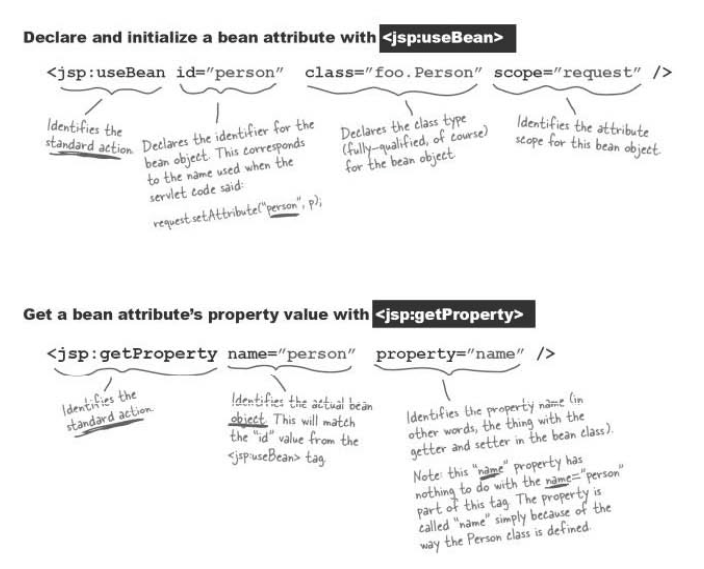 Declare and initialize a bean attribute with <jsp:useBean>
<jsp:useBean id="person" class="foo.Person" scope="request" />
Identifies the
standard action.
Declares the identifier for the
bean object. This corresponds
to the name used when the
servlet code said:
request.setAttribute("person", p);
Declares the class type
(fully-qualified, of course)
for the bean object.
Identifies the attribute
scope for this bean object.
Get a bean attribute's property value with <jsp:getProperty>
<jsp:getProperty name="person" property="name" />
Identifies the
standard action.
Identifies the actual bean
object. This will match
the "id" value from the
<jsp:useBean> tag.
Identifies the property name (in
other words, the thing with the
getter and setter in the bean class).
Note: this "name" property has
nothing to do with the name="person"
part of this tag. The property is
called "name" simply because of the
way the Person class is defined.